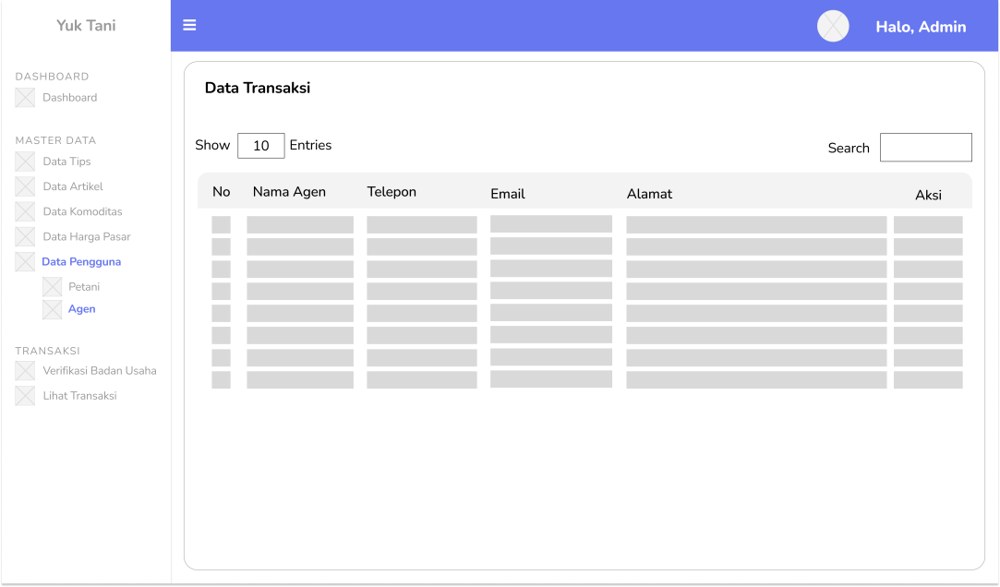 Yuk Tani
Halo, Admin
DASHBOARD
Dashboard
MASTER DATA
Data Tips
Data Artikel
Data Komoditas
Data Harga Pasar
Data Pengguna
Petani
Agen
TRANSAKSI
Verifikasi Badan Usaha
Lihat Transaksi
Data Transaksi
Show 10 Entries
Search
No Nama Agen Telepon Email Alamat Aksi